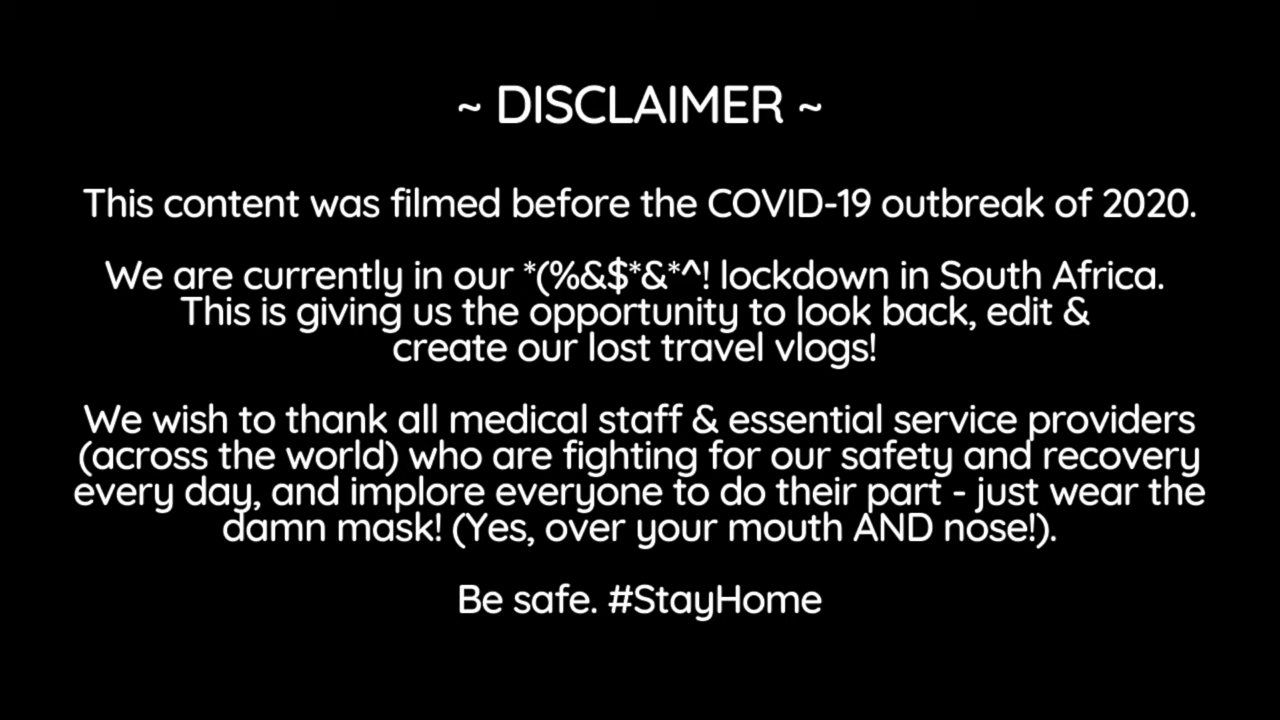 ~ DISCLAIMER ~
This content was filmed before the COVID-19 outbreak of 2020.
We are currently in our *(%&$*&*^! lockdown in South Africa.
This is giving us the opportunity to look back, edit &
create our lost travel vlogs!
We wish to thank all medical staff & essential service providers
(across the world) who are fighting for our safety and recovery
every day, and implore everyone to do their part - just wear the
damn mask! (Yes, over your mouth AND nose!).
Be safe. #StayHome